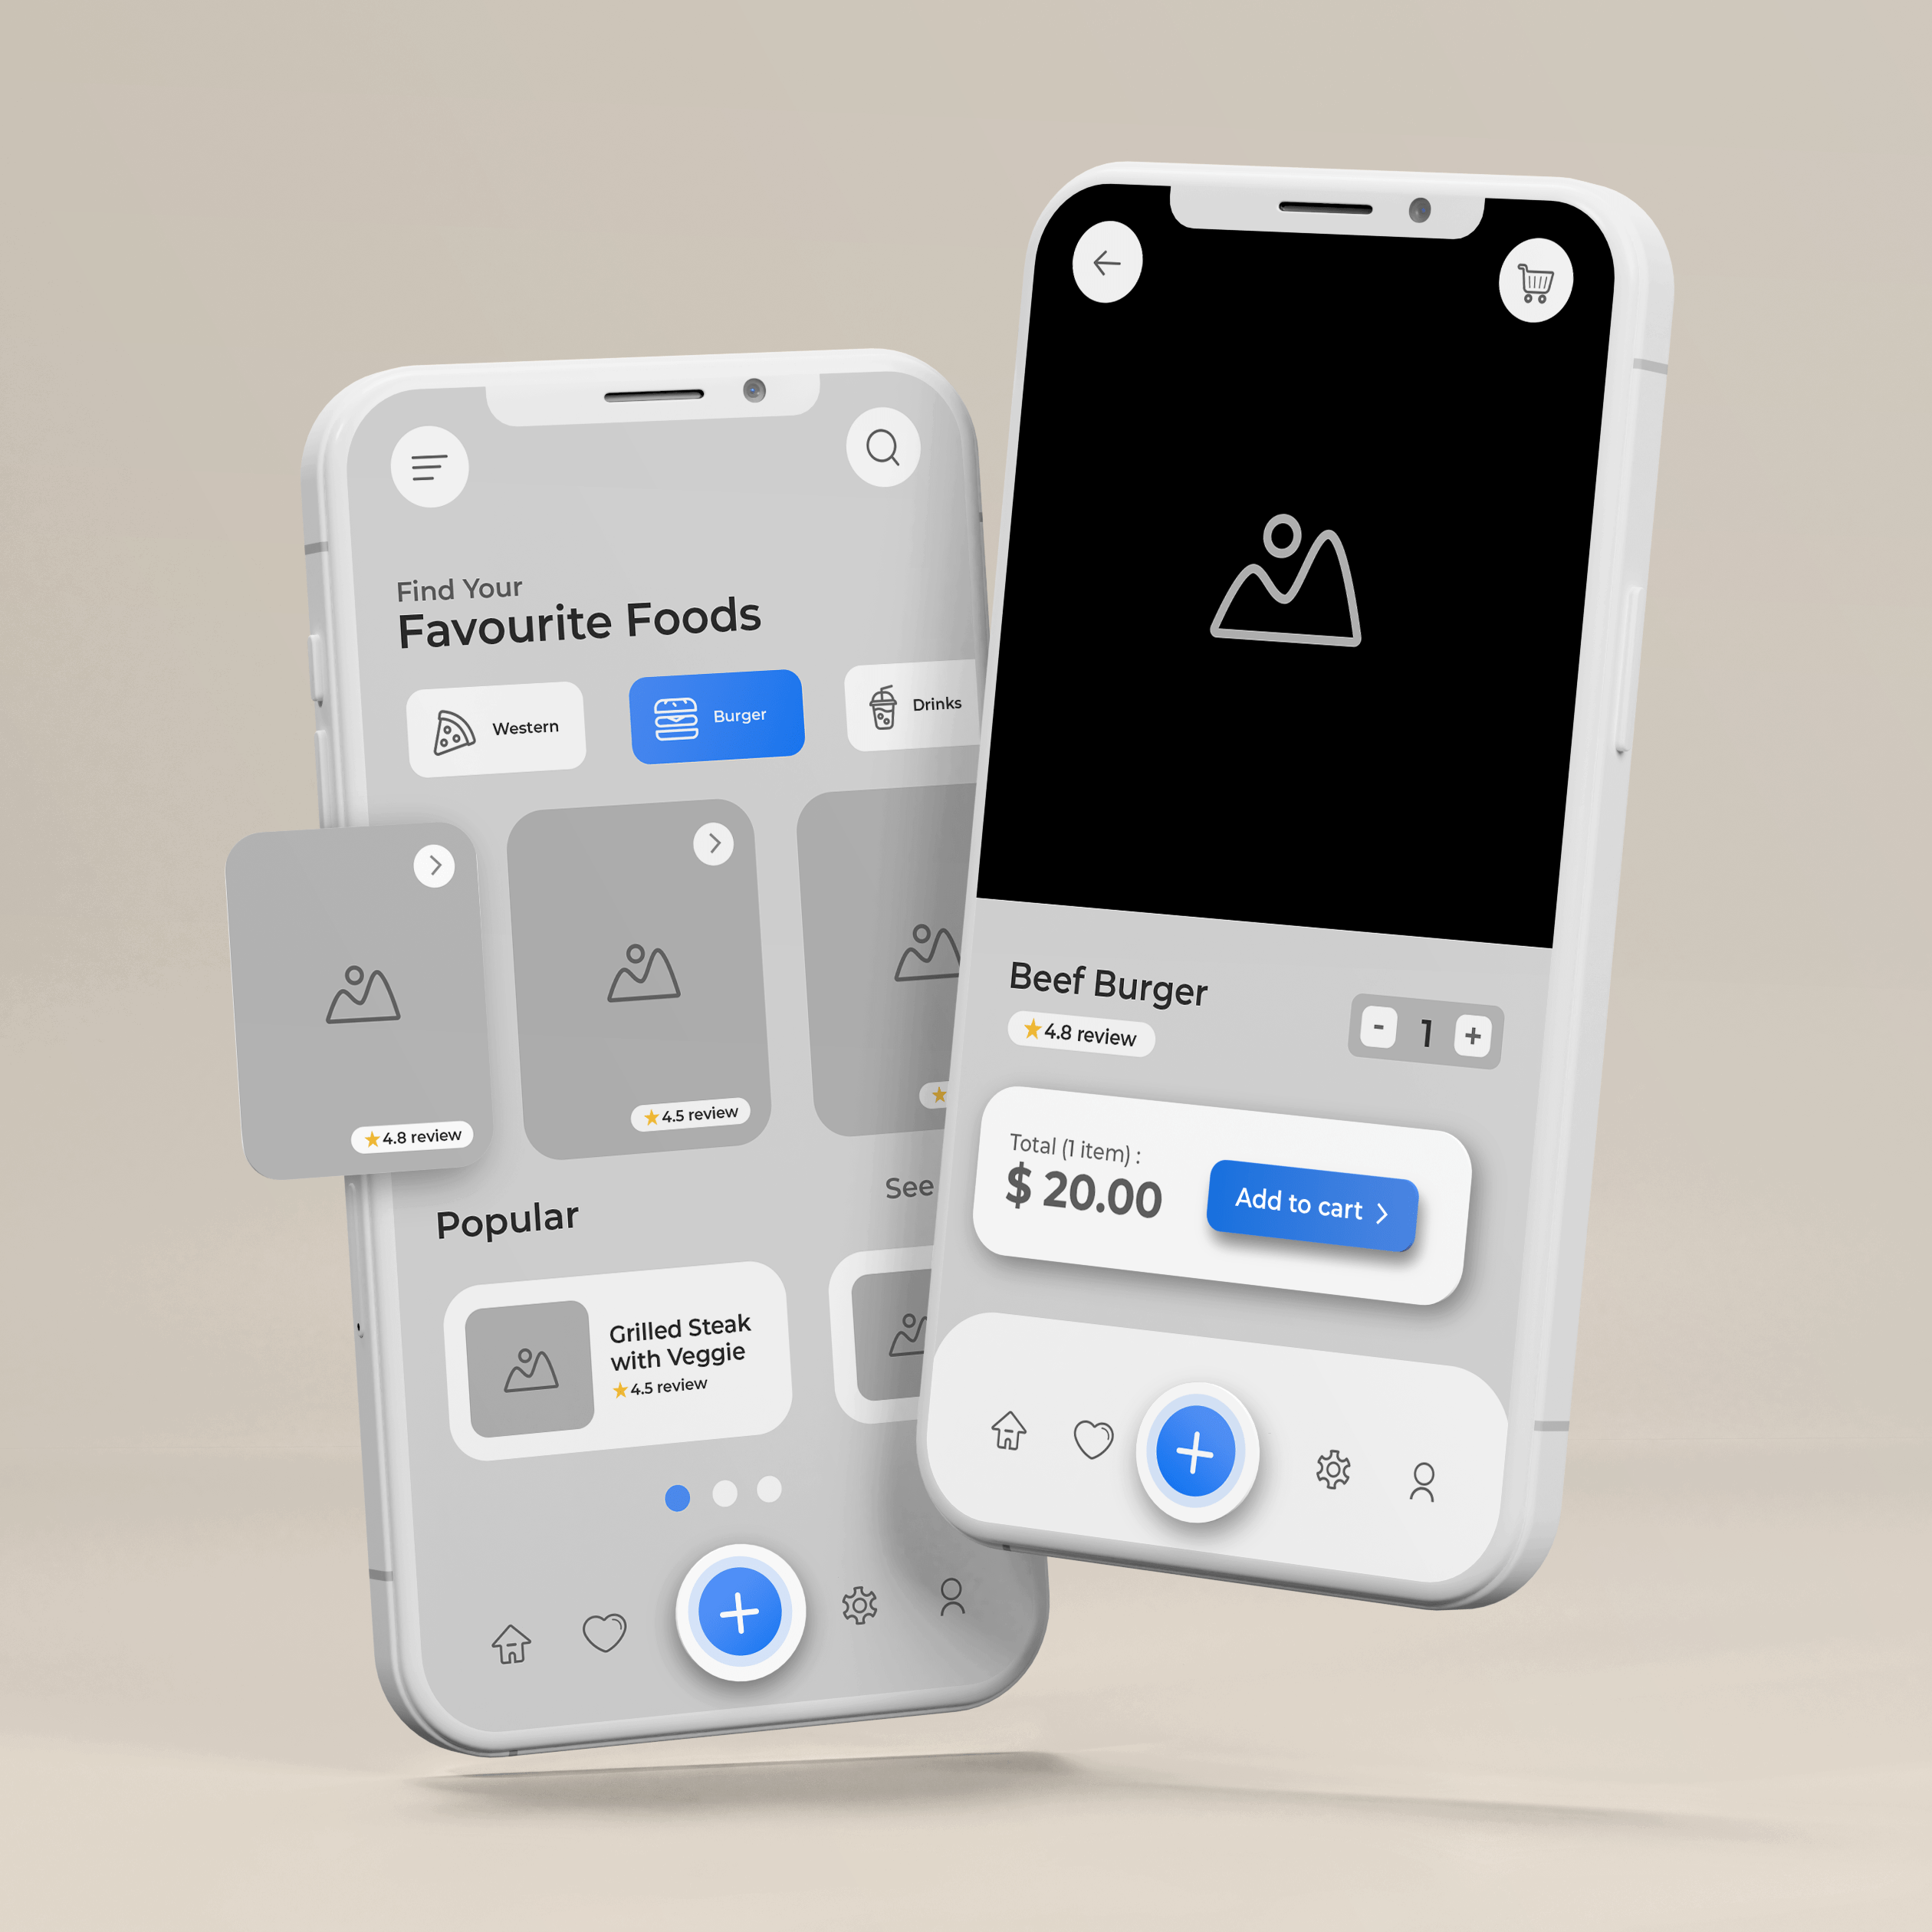 Find Your
Favourite Foods
Western
Burger
Drinks
4.8 review
4.5 review
Popular
See
Grilled Steak
with Veggie
4.5 review
Beef Burger
4.8 review
- 1 +
Total (1 item) :
$ 20.00
Add to cart